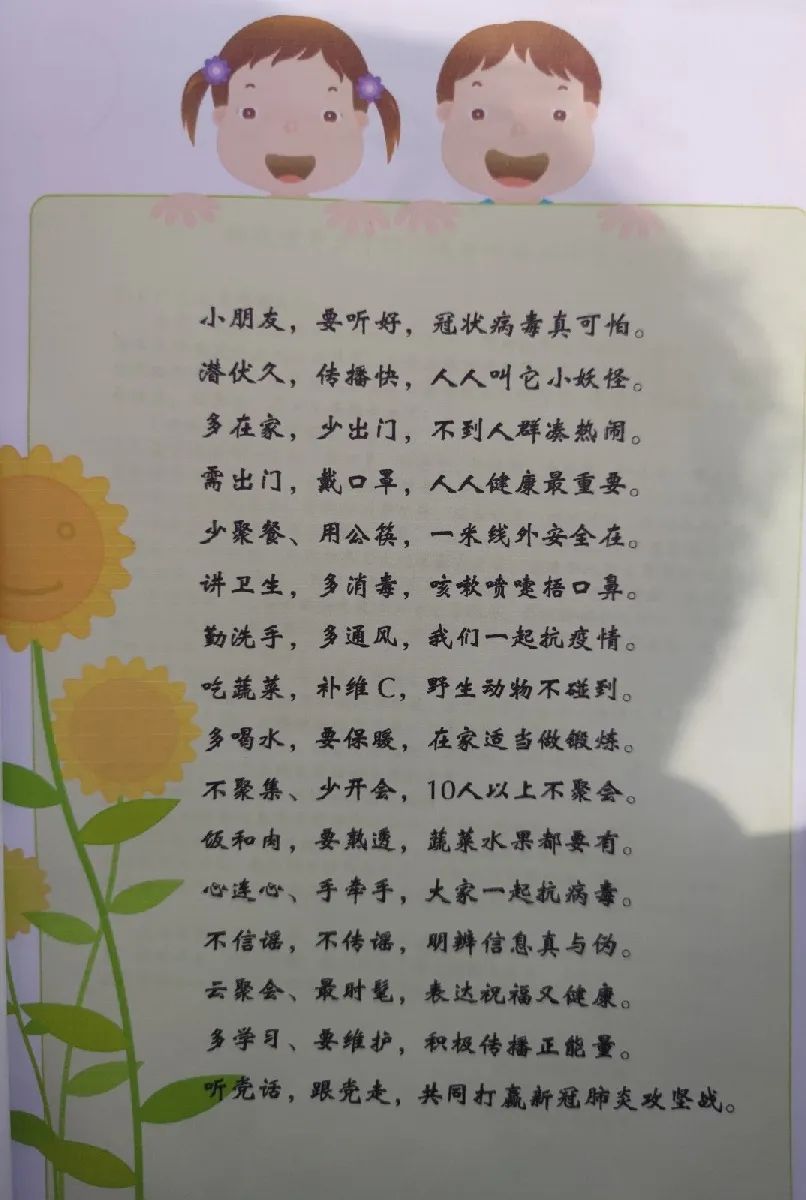 小朋友，要听好，冠状病毒真可怕。
潜伏久，传播快，人人叫它小妖怪。
多在家，少出门，不到人群凑热闹。
需出门，戴口罩，人人健康最重要。
少聚餐、用公筷，一米线外安全在。
讲卫生，多消毒，咳嗽喷嚏捂口鼻。
勤洗手，多通风，我们一起抗疫情。
吃蔬菜，补维C，野生动物不碰到。
多喝水，要保暖，在家适当做锻炼。
不聚集、少开会，10人以上不聚会。
饭和肉，要熟透，蔬菜水果都要有。
心连心、手牵手，大家一起抗病毒。
不信谣，不传谣，明辨信息真与伪。
云聚会、最时髦，表达祝福又健康。
多学习、要维护，积极传播正能量。
听党话，跟党走，共同打赢新冠肺炎攻坚战。